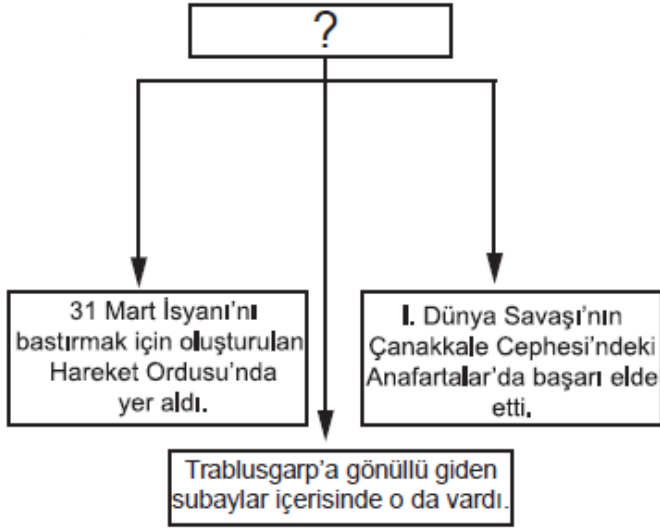 ?
31 Mart İsyanı'nı
bastırmak için oluşturulan
Hareket Ordusu'nda
yer aldı.
I. Dünya Savaşı'nın
Çanakkale Cephesi'ndeki
Anafartalar'da başarı elde
etti.
Trablusgarp'a gönüllü giden
subaylar içerisinde o da vardı.